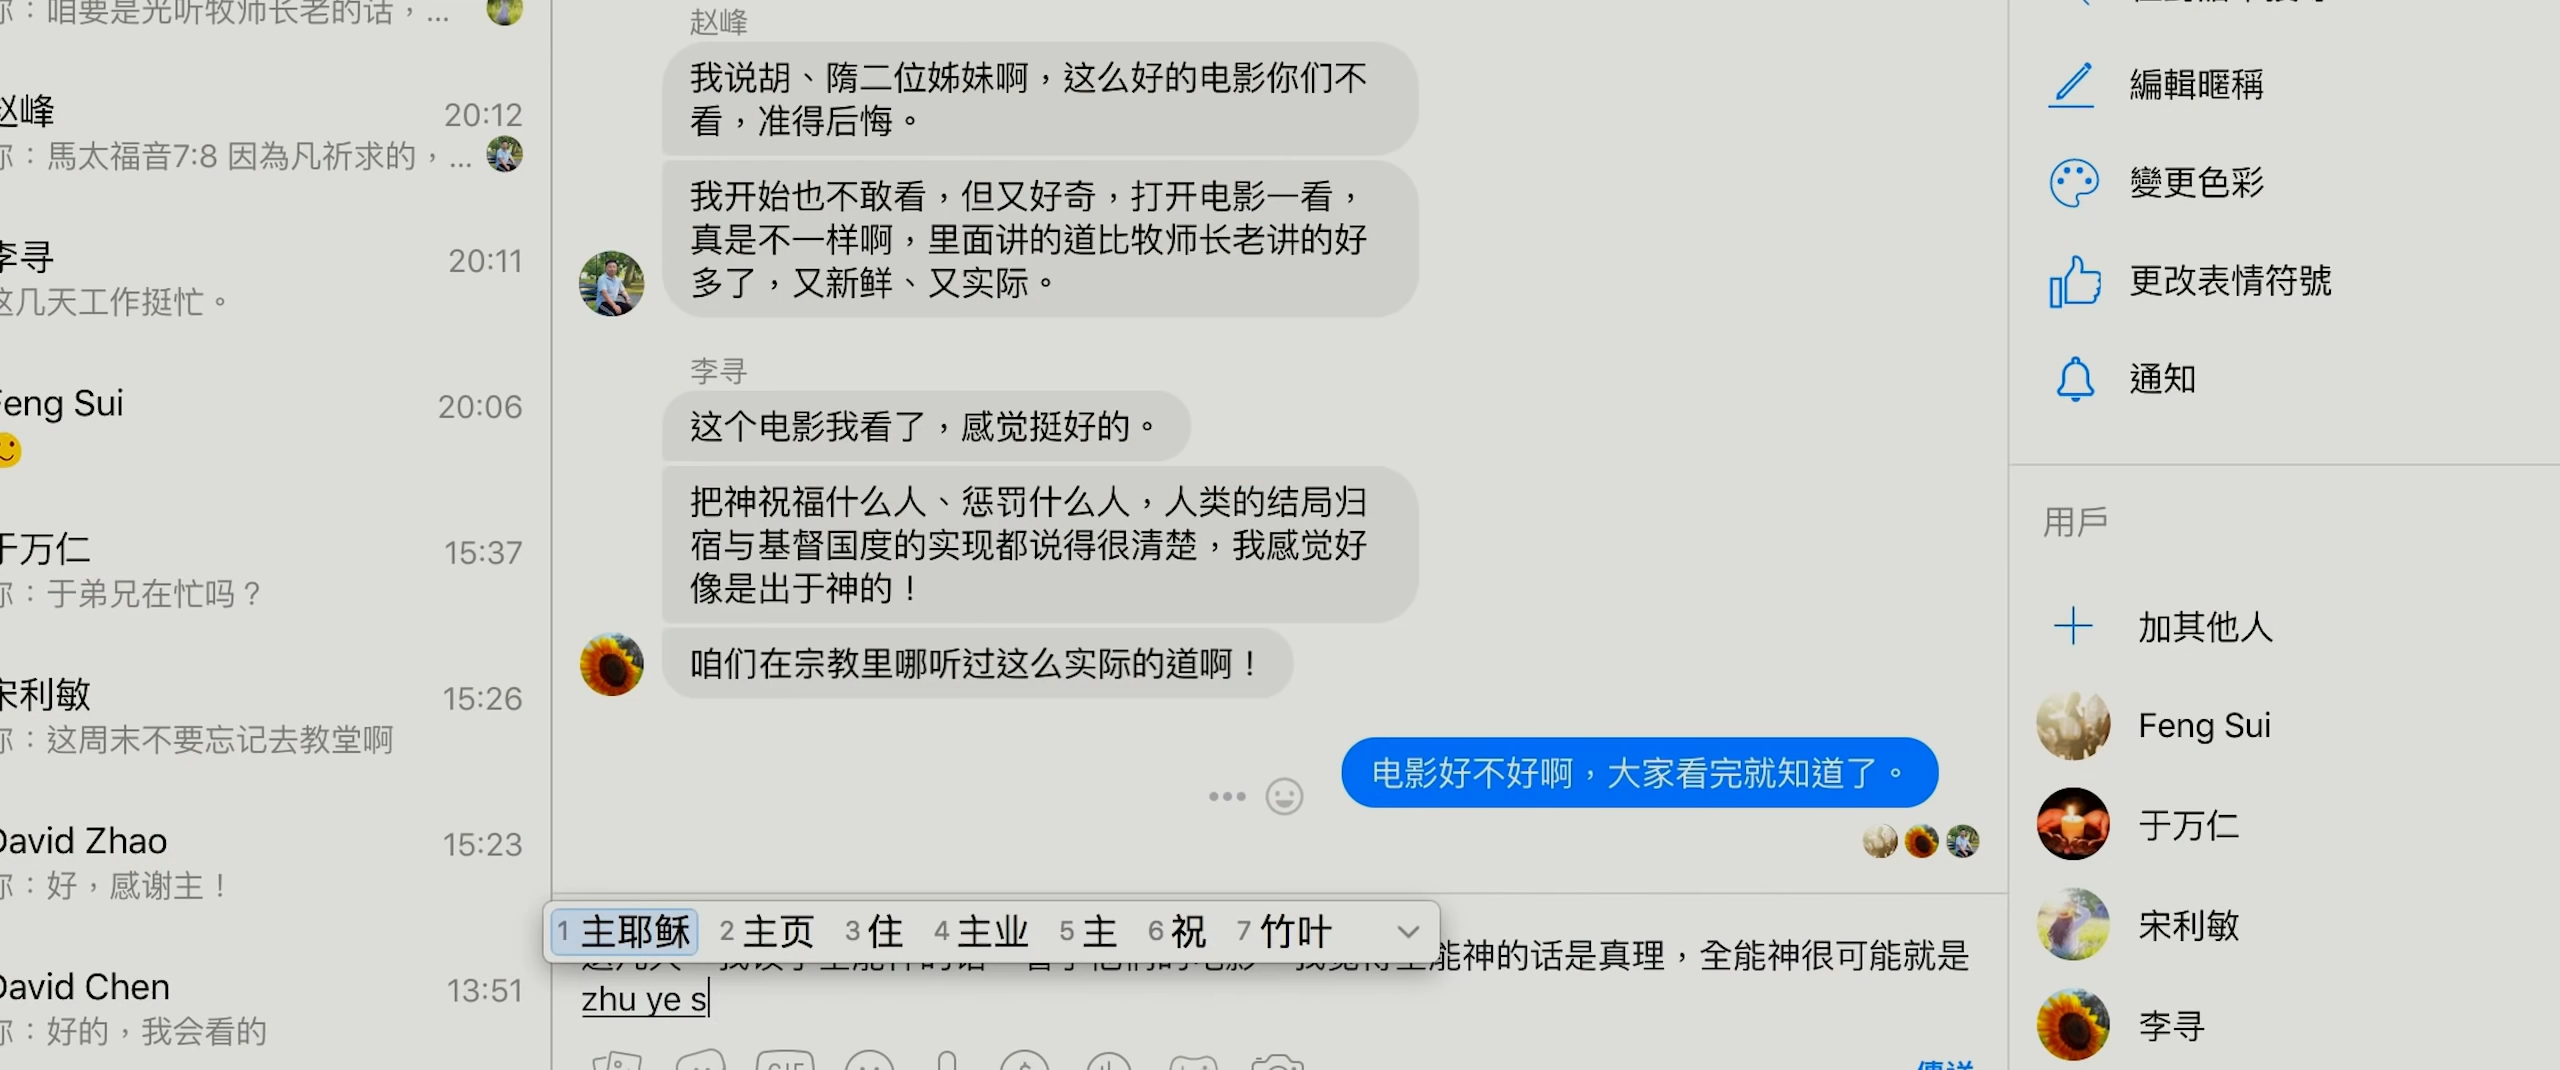 咱要是光听牧师长老的话，...
赵峰
20:12
你：馬太福音7:8 因為凡祈求的，...
李寻
20:11
这几天工作挺忙。
Feng Sui
20:06
于万仁
15:37
你：于弟兄在忙吗？
宋利敏
15:26
你：这周末不要忘记去教堂啊
David Zhao
15:23
你：好，感谢主！
David Chen
13:51
你：好的，我会看的
赵峰
我说胡、隋二位姊妹啊，这么好的电影你们不
看，准得后悔。
我开始也不敢看，但又好奇，打开电影一看，
真是不一样啊，里面讲的道比牧师长老讲的好
多了，又新鲜、又实际。
李寻
这个电影我看了，感觉挺好的。
把神祝福什么人、惩罚什么人，人类的结局归
宿与基督国度的实现都说得很清楚，我感觉好
像是出于神的！
咱们在宗教里哪听过这么实际的道啊！
电影好不好啊，大家看完就知道了。
1 主耶稣 2 主页 3 住 4 主业 5 主 6 祝 7 竹叶
能神的话是真理，全能神很可能就是
zhu ye s
GIF
傳送
編輯暱稱
變更色彩
更改表情符號
通知
用戶
加其他人
Feng Sui
于万仁
宋利敏
李寻